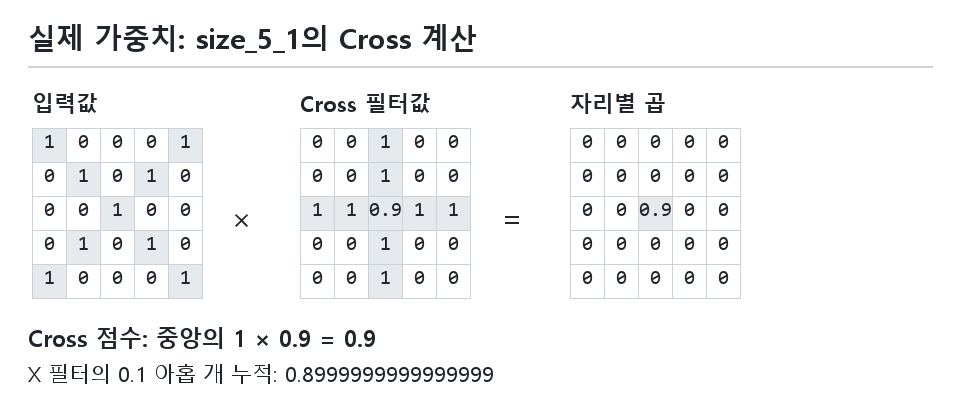 실제 가중치: size_5_1의 Cross 계산
입력값 Cross 필터값 자리별 곱
1 0 0 0 1 0 0 1 0 0 0 0 0 0 0
0 1 0 1 0 0 0 1 0 0 0 0 0 0 0
0 0 1 0 0 × 1 1 0.9 1 1 = 0 0 0.9 0 0
0 1 0 1 0 0 0 1 0 0 0 0 0 0 0
1 0 0 0 1 0 0 1 0 0 0 0 0 0 0
Cross 점수: 중앙의 1 × 0.9 = 0.9
X 필터의 0.1 아홉 개 누적: 0.8999999999999999